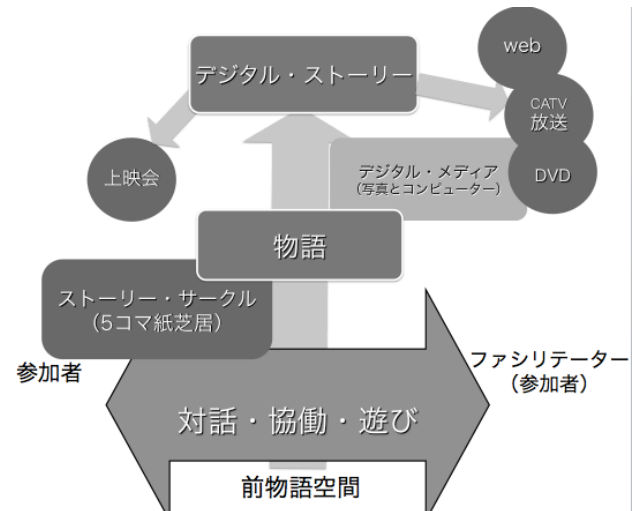 デジタル・ストーリー
web
CATV
放送
DVD
上映会
デジタル・メディア
(写真とコンピューター)
物語
ストーリー・サークル
(5コマ紙芝居)
参加者
ファシリテーター
(参加者)
対話・協働・遊び
前物語空間